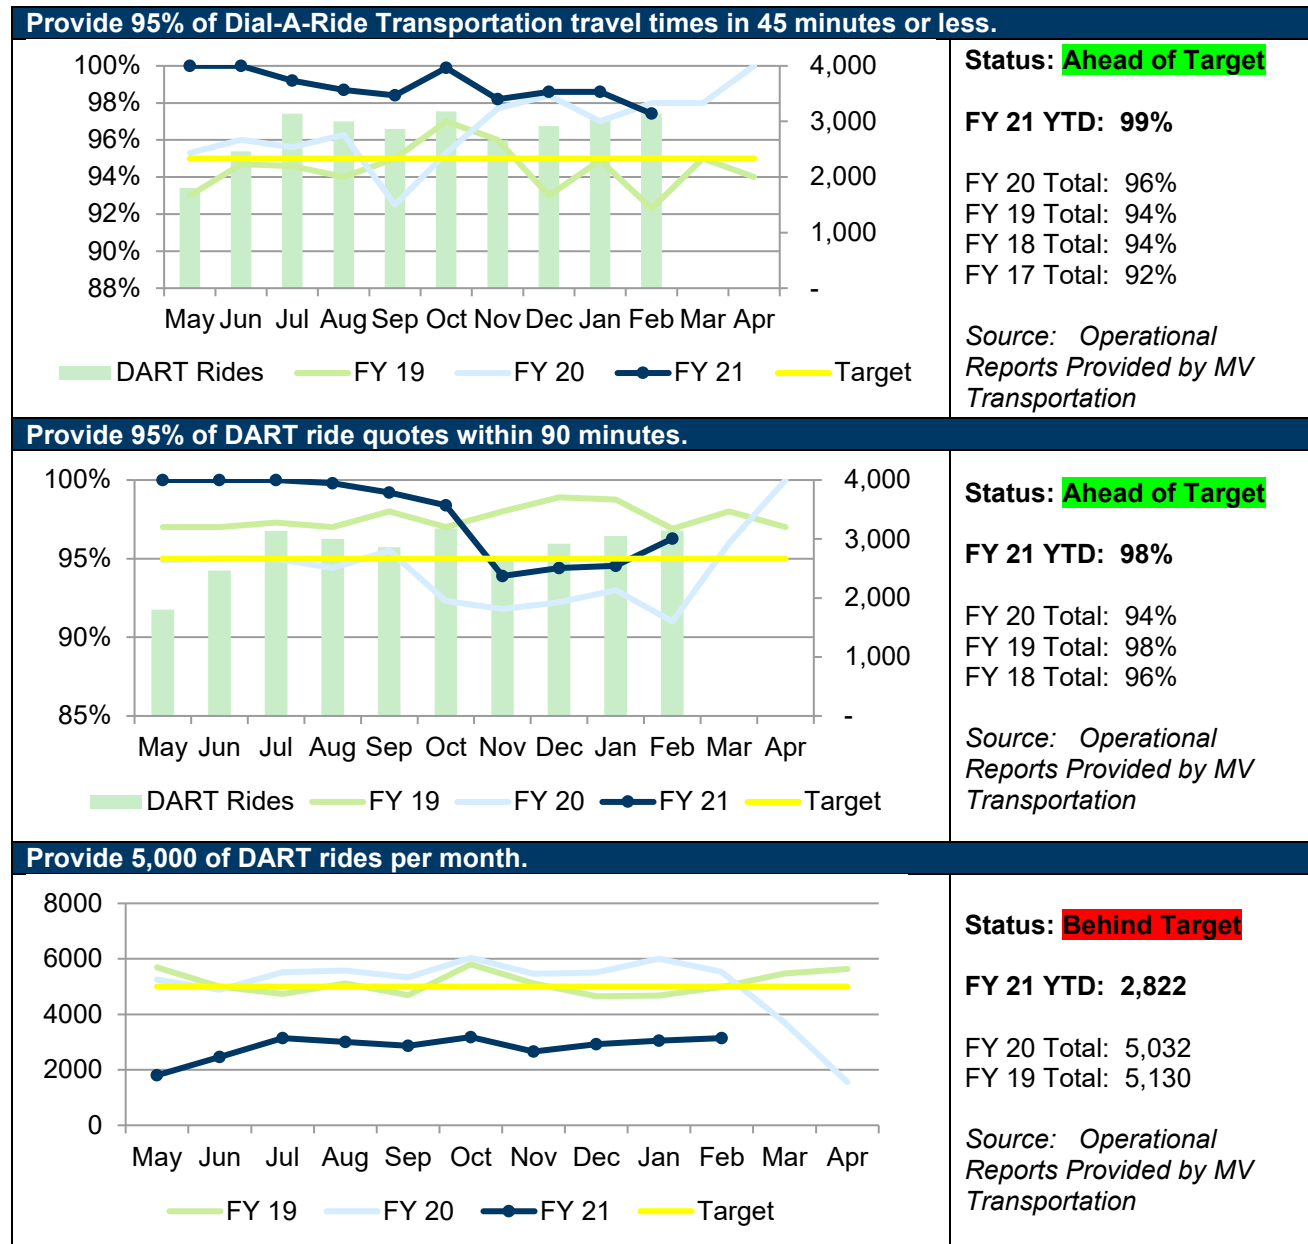 Provide 95% of Dial-A-Ride Transportation travel times in 45 minutes or less.
100%
98%
96%
94%
92%
90%
88%
4,000
3,000
2,000
1,000
-
May Jun Jul Aug Sep Oct Nov Dec Jan Feb Mar Apr
DART Rides FY 19 FY 20 FY 21 Target
Status: Ahead of Target
FY 21 YTD: 99%
FY 20 Total: 96%
FY 19 Total: 94%
FY 18 Total: 94%
FY 17 Total: 92%
Source: Operational
Reports Provided by MV
Transportation
Provide 95% of DART ride quotes within 90 minutes.
100%
95%
90%
85%
4,000
3,000
2,000
1,000
-
May Jun Jul Aug Sep Oct Nov Dec Jan Feb Mar Apr
DART Rides FY 19 FY 20 FY 21 Target
Status: Ahead of Target
FY 21 YTD: 98%
FY 20 Total: 94%
FY 19 Total: 98%
FY 18 Total: 96%
Source: Operational
Reports Provided by MV
Transportation
Provide 5,000 of DART rides per month.
8000
6000
4000
2000
0
May Jun Jul Aug Sep Oct Nov Dec Jan Feb Mar Apr
FY 19 FY 20 FY 21 Target
Status: Behind Target
FY 21 YTD: 2,822
FY 20 Total: 5,032
FY 19 Total: 5,130
Source: Operational
Reports Provided by MV
Transportation